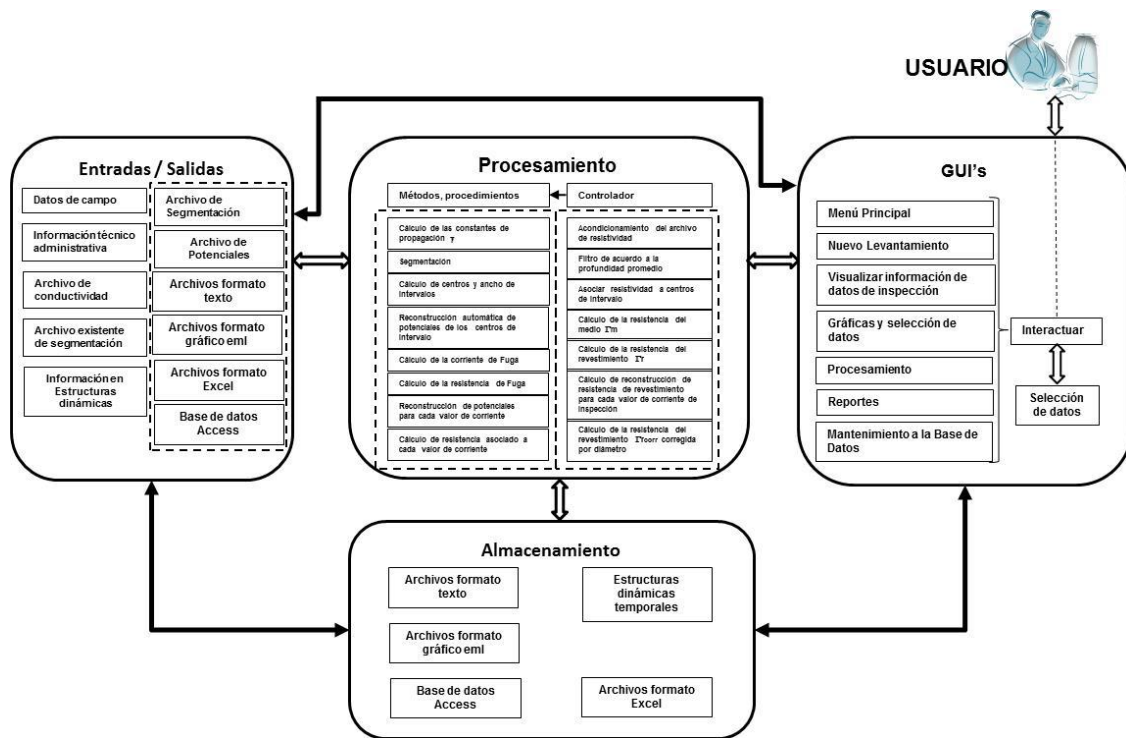 USUARIO
Entradas / Salidas
Datos de campo
Información técnico
administrativa
Archivo de
conductividad
Archivo existente
de segmentación
Información en
Estructuras
dinámicas
Archivo de
Segmentación
Archivo de
Potenciales
Archivos formato
texto
Archivos formato
gráfico eml
Archivos formato
Excel
Base de datos
Access
Procesamiento
Métodos, procedimientos
Controlador
Cálculo de las constantes de
propagación γ
Segmentación
Cálculo de centros y ancho de
intervalos
Reconstrucción automática de
potenciales de los centros de
intervalo
Cálculo de la corriente de Fuga
Cálculo de la resistencia de Fuga
Reconstrucción de potenciales
para cada valor de corriente
Cálculo de resistencia asociado a
cada valor de corriente
Acondicionamiento del archivo de
resistividad
Filtro de acuerdo a la
profundidad promedio
Asociar resistividad a centros
de intervalo
Cálculo de la resistencia del
medio
Cálculo de la resistencia del
revestimiento
Cálculo de reconstrucción de
resistencia de revestimiento
para cada valor de corriente de
inspección
Cálculo de la resistencia del
revestimiento corregida
por diámetro
GUI's
Menú Principal
Nuevo Levantamiento
Visualizar información de
datos de inspección
Gráficas y selección de
datos
Procesamiento
Reportes
Mantenimiento a la Base de
Datos
Interactuar
Selección
de datos
Almacenamiento
Archivos formato
texto
Estructuras
dinámicas
temporales
Archivos formato
gráfico eml
Base de datos
Access
Archivos formato
Excel